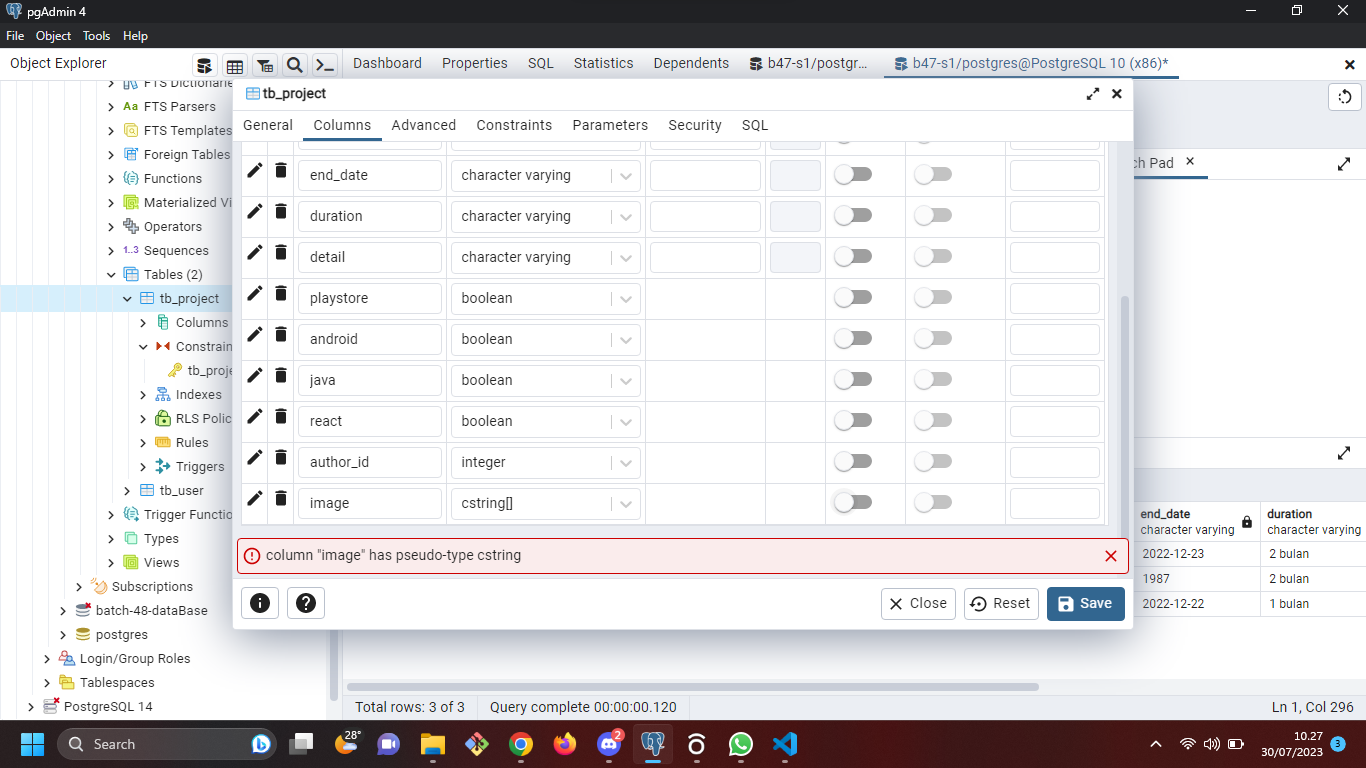 pgAdmin 4
File Object Tools Help
Object Explorer
Dashboard Properties SQL Statistics Dependents b47-s1/postgr... b47-s1/postgres@PostgreSQL 10 (x86)*
FTS Dictionarie
Aa FTS Parsers
FTS Templates
Foreign Tables
Functions
Materialized Vi
Operators
1..3 Sequences
Tables (2)
tb_project
Columns
Constrain
tb_proje
Indexes
RLS Polic
Rules
Triggers
tb_user
Trigger Functio
Types
Views
Subscriptions
batch-48-dataBase
postgres
Login/Group Roles
Tablespaces
PostgreSQL 14
tb_project
General Columns Advanced Constraints Parameters Security SQL
end_date character varying
duration character varying
detail character varying
playstore boolean
android boolean
java boolean
react boolean
author_id integer
image cstring[]
column "image" has pseudo-type cstring
i ? Close Reset Save
ch Pad
end_date duration
character varying character varying
2022-12-23 2 bulan
1987 2 bulan
2022-12-22 1 bulan
Total rows: 3 of 3 Query complete 00:00:00.120 Ln 1, Col 296
Search 28° 2 10.27
30/07/2023 3